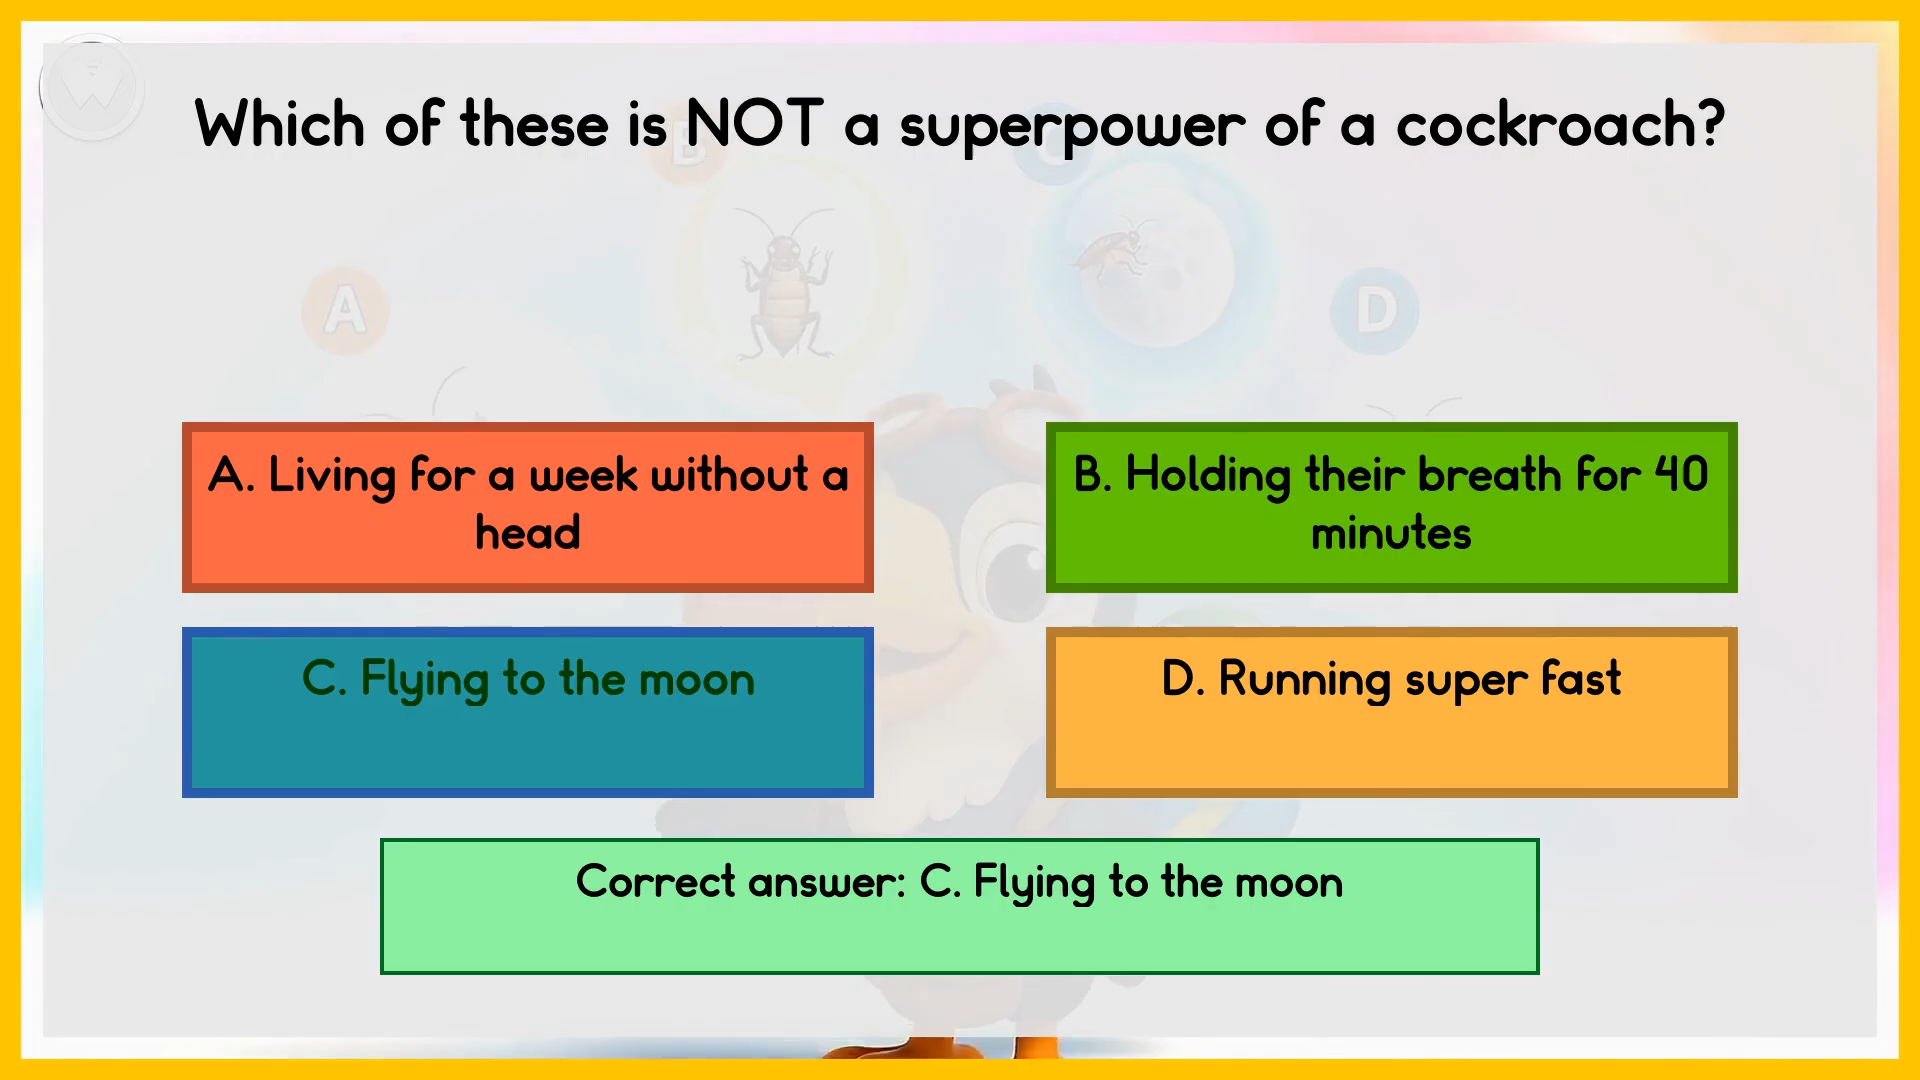 Which of these is NOT a superpower of a cockroach?
B
C
A
D
A. Living for a week without a
head
B. Holding their breath for 40
minutes
C. Flying to the moon
D. Running super fast
Correct answer: C. Flying to the moon
W